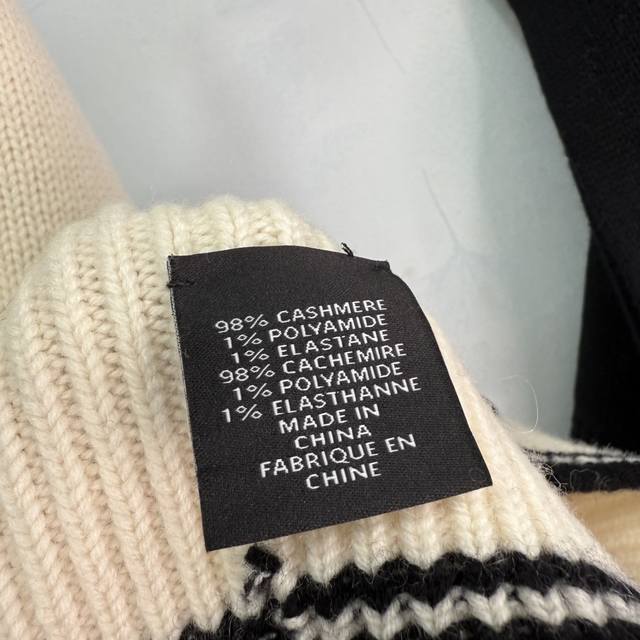 98% CASHMERE
1% POLYAMIDE
1% ELASTANE
98% CACHEMIRE
1% POLYAMIDE
1% ELASTHANNE
MADE IN
CHINA
FABRIQUE EN
CHINE